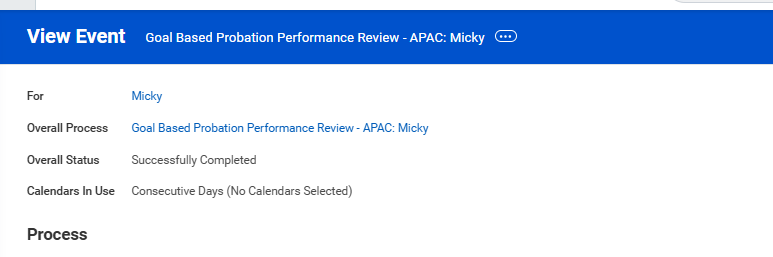 View Event Goal Based Probation Performance Review - APAC: Micky
For Micky
Overall Process Goal Based Probation Performance Review - APAC: Micky
Overall Status Successfully Completed
Calendars In Use Consecutive Days (No Calendars Selected)
Process